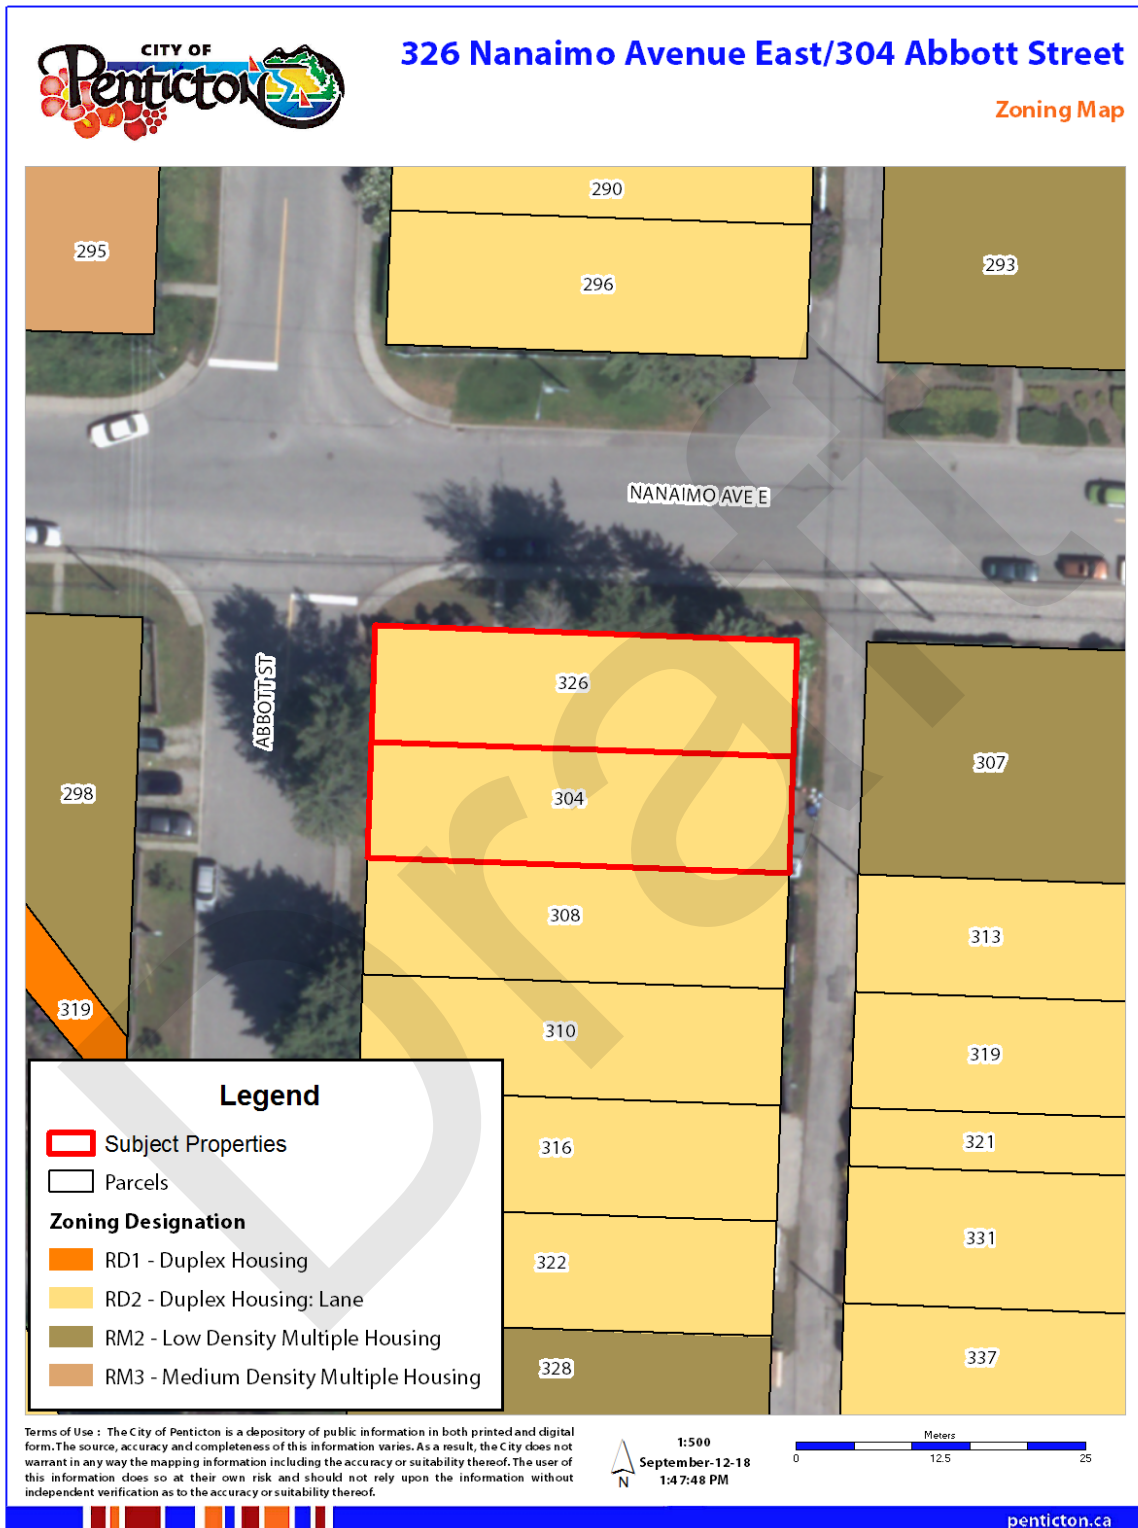 CITY OF
Penticton
326 Nanaimo Avenue East/304 Abbott Street
Zoning Map
290
295
293
296
NANAIMO AVE E
ABBOTT ST
326
307
298
304
308
313
319
310
319
316
321
331
322
337
328
Draft
Legend
Subject Properties
Parcels
Zoning Designation
RD1 - Duplex Housing
RD2 - Duplex Housing: Lane
RM2 - Low Density Multiple Housing
RM3 - Medium Density Multiple Housing
Terms of Use : The City of Penticton is a depository of public information in both printed and digital
form. The source, accuracy and completeness of this information varies. As a result, the City does not
warrant in any way the mapping information including the accuracy or suitability thereof. The user of
this information does so at their own risk and should not rely upon the information without
independent verification as to the accuracy or suitability thereof.
N
1:500
September-12-18
1:47:48 PM
Meters
0 12.5 25
penticton.ca